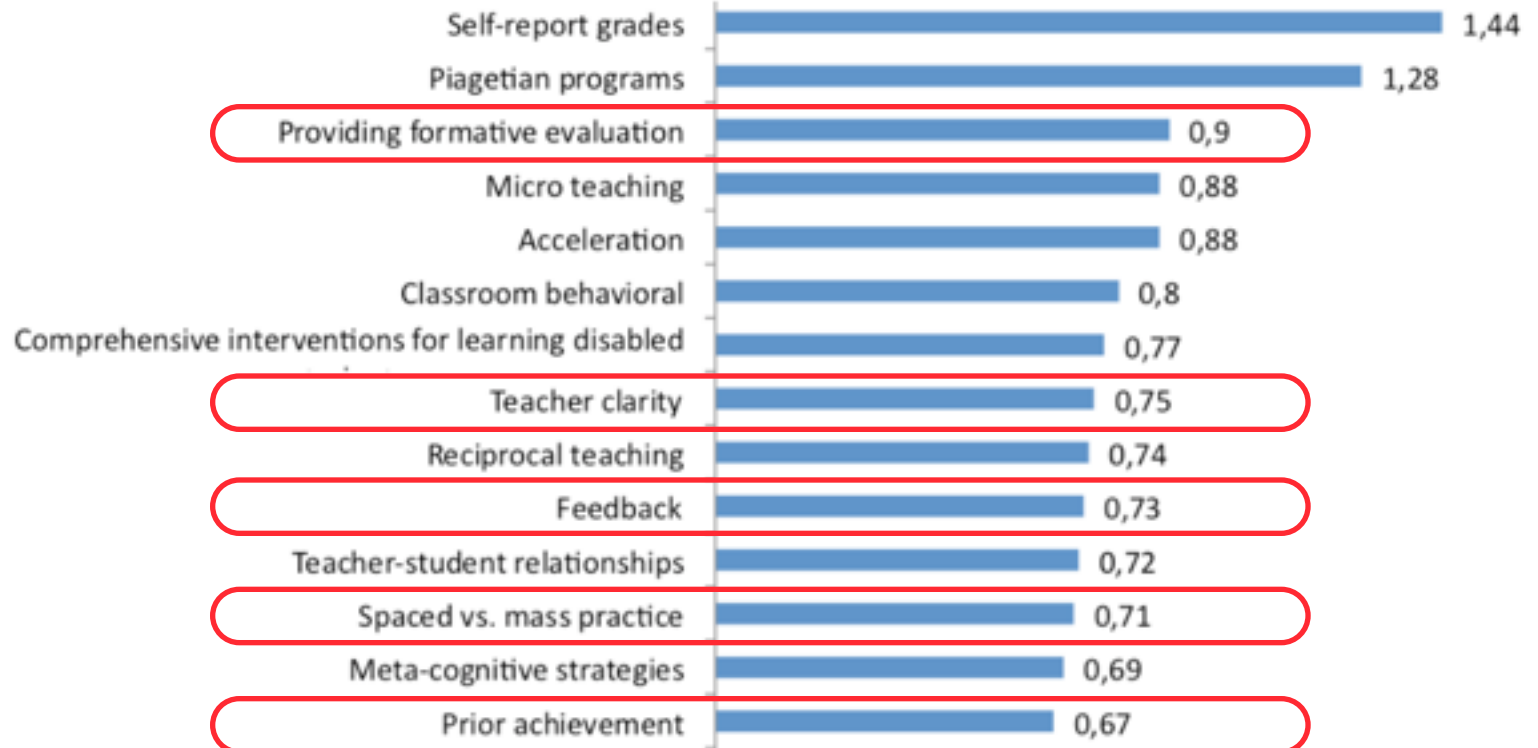 Self-report grades 1,44
Piagetian programs 1,28
Providing formative evaluation 0,9
Micro teaching 0,88
Acceleration 0,88
Classroom behavioral 0,8
Comprehensive interventions for learning disabled 0,77
Teacher clarity 0,75
Reciprocal teaching 0,74
Feedback 0,73
Teacher-student relationships 0,72
Spaced vs. mass practice 0,71
Meta-cognitive strategies 0,69
Prior achievement 0,67